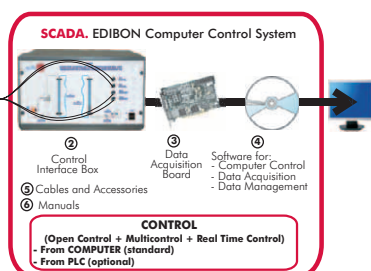 SCADA. EDIBON Computer Control System
②
Control
Interface Box
③
Data
Acquisition
Board
④
Software for:
- Computer Control
- Data Acquisition
- Data Management
⑤ Cables and Accessories
⑥ Manuals
CONTROL
(Open Control + Multicontrol + Real Time Control)
- From COMPUTER (standard)
- From PLC (optional)